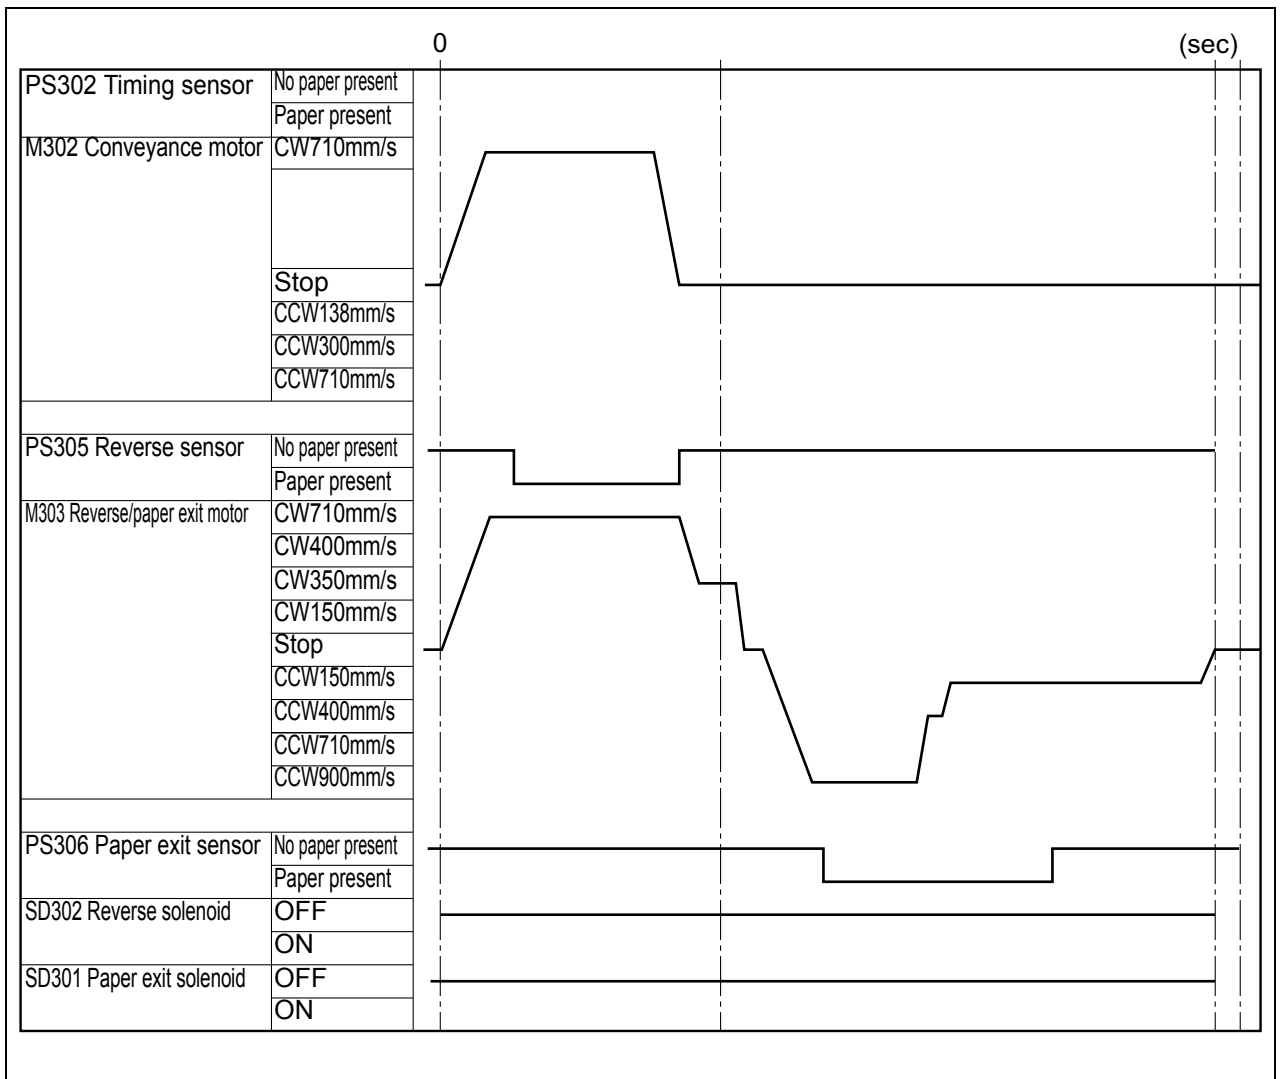 0 (sec)
PS302 Timing sensor No paper present
Paper present
M302 Conveyance motor CW710mm/s
Stop
CCW138mm/s
CCW300mm/s
CCW710mm/s
PS305 Reverse sensor No paper present
Paper present
M303 Reverse/paper exit motor CW710mm/s
CW400mm/s
CW350mm/s
CW150mm/s
Stop
CCW150mm/s
CCW400mm/s
CCW710mm/s
CCW900mm/s
PS306 Paper exit sensor No paper present
Paper present
SD302 Reverse solenoid OFF
ON
SD301 Paper exit solenoid OFF
ON